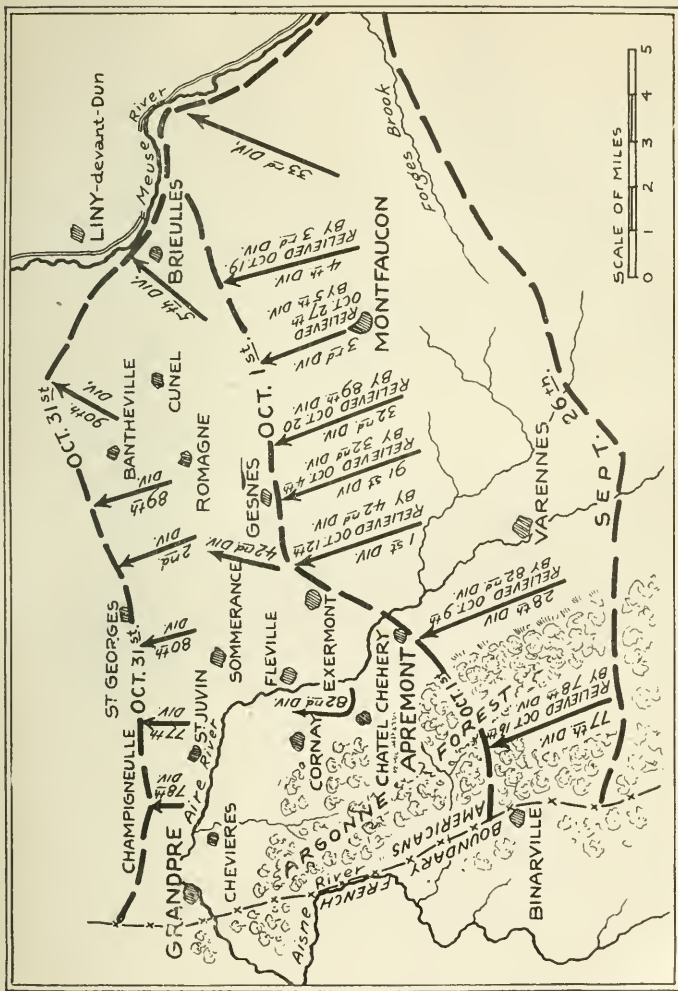 LINY-devant-Dun
Meuse River
BRIEULLES
5th DIV.
33rd DIV.
OCT. 31st
90th.
DIV.
BANTHEVILLE
CUNEL
ROMAGNE
89th
DIV.
2nd
DIV.
ST GEORGES
OCT. 31st.
80th
DIV.
CHAMPIGNEULLE
77th
DIV.
78th
DIV.
ST JUVIN
GRANDPRE
Aire River
CHEVIERES
SOMMERANCE
42nd DIV.
FLEVILLE
EXERMONT
82nd DIV.
CORNAY
CHATEL CHEHERY
APREMONT
GESNES
OCT. 1st.
4th DIV.
RELIEVED OCT. 19
BY 3rd DIV.
3rd DIV.
RELIEVED
OCT. 27th
BY 5th DIV.
MONTFAUCON
32nd DIV.
RELIEVED OCT. 20
BY 89th DIV.
91st DIV.
RELIEVED OCT. 4th
BY 32nd DIV.
1st DIV.
RELIEVED OCT. 12th
BY 42nd DIV.
28th DIV
RELIEVED OCT. 9th
BY 82nd DIV.
OCT. 1st
77th DIV.
RELIEVED OCT 16th
BY 78th DIV.
ARGONNE FOREST
Aisne River
FRENCH
BOUNDARY
AMERICANS
BINARVILLE
VARENNES
SEPT. 26th.
Forges Brook
SCALE OF MILES
0 1 2 3 4 5